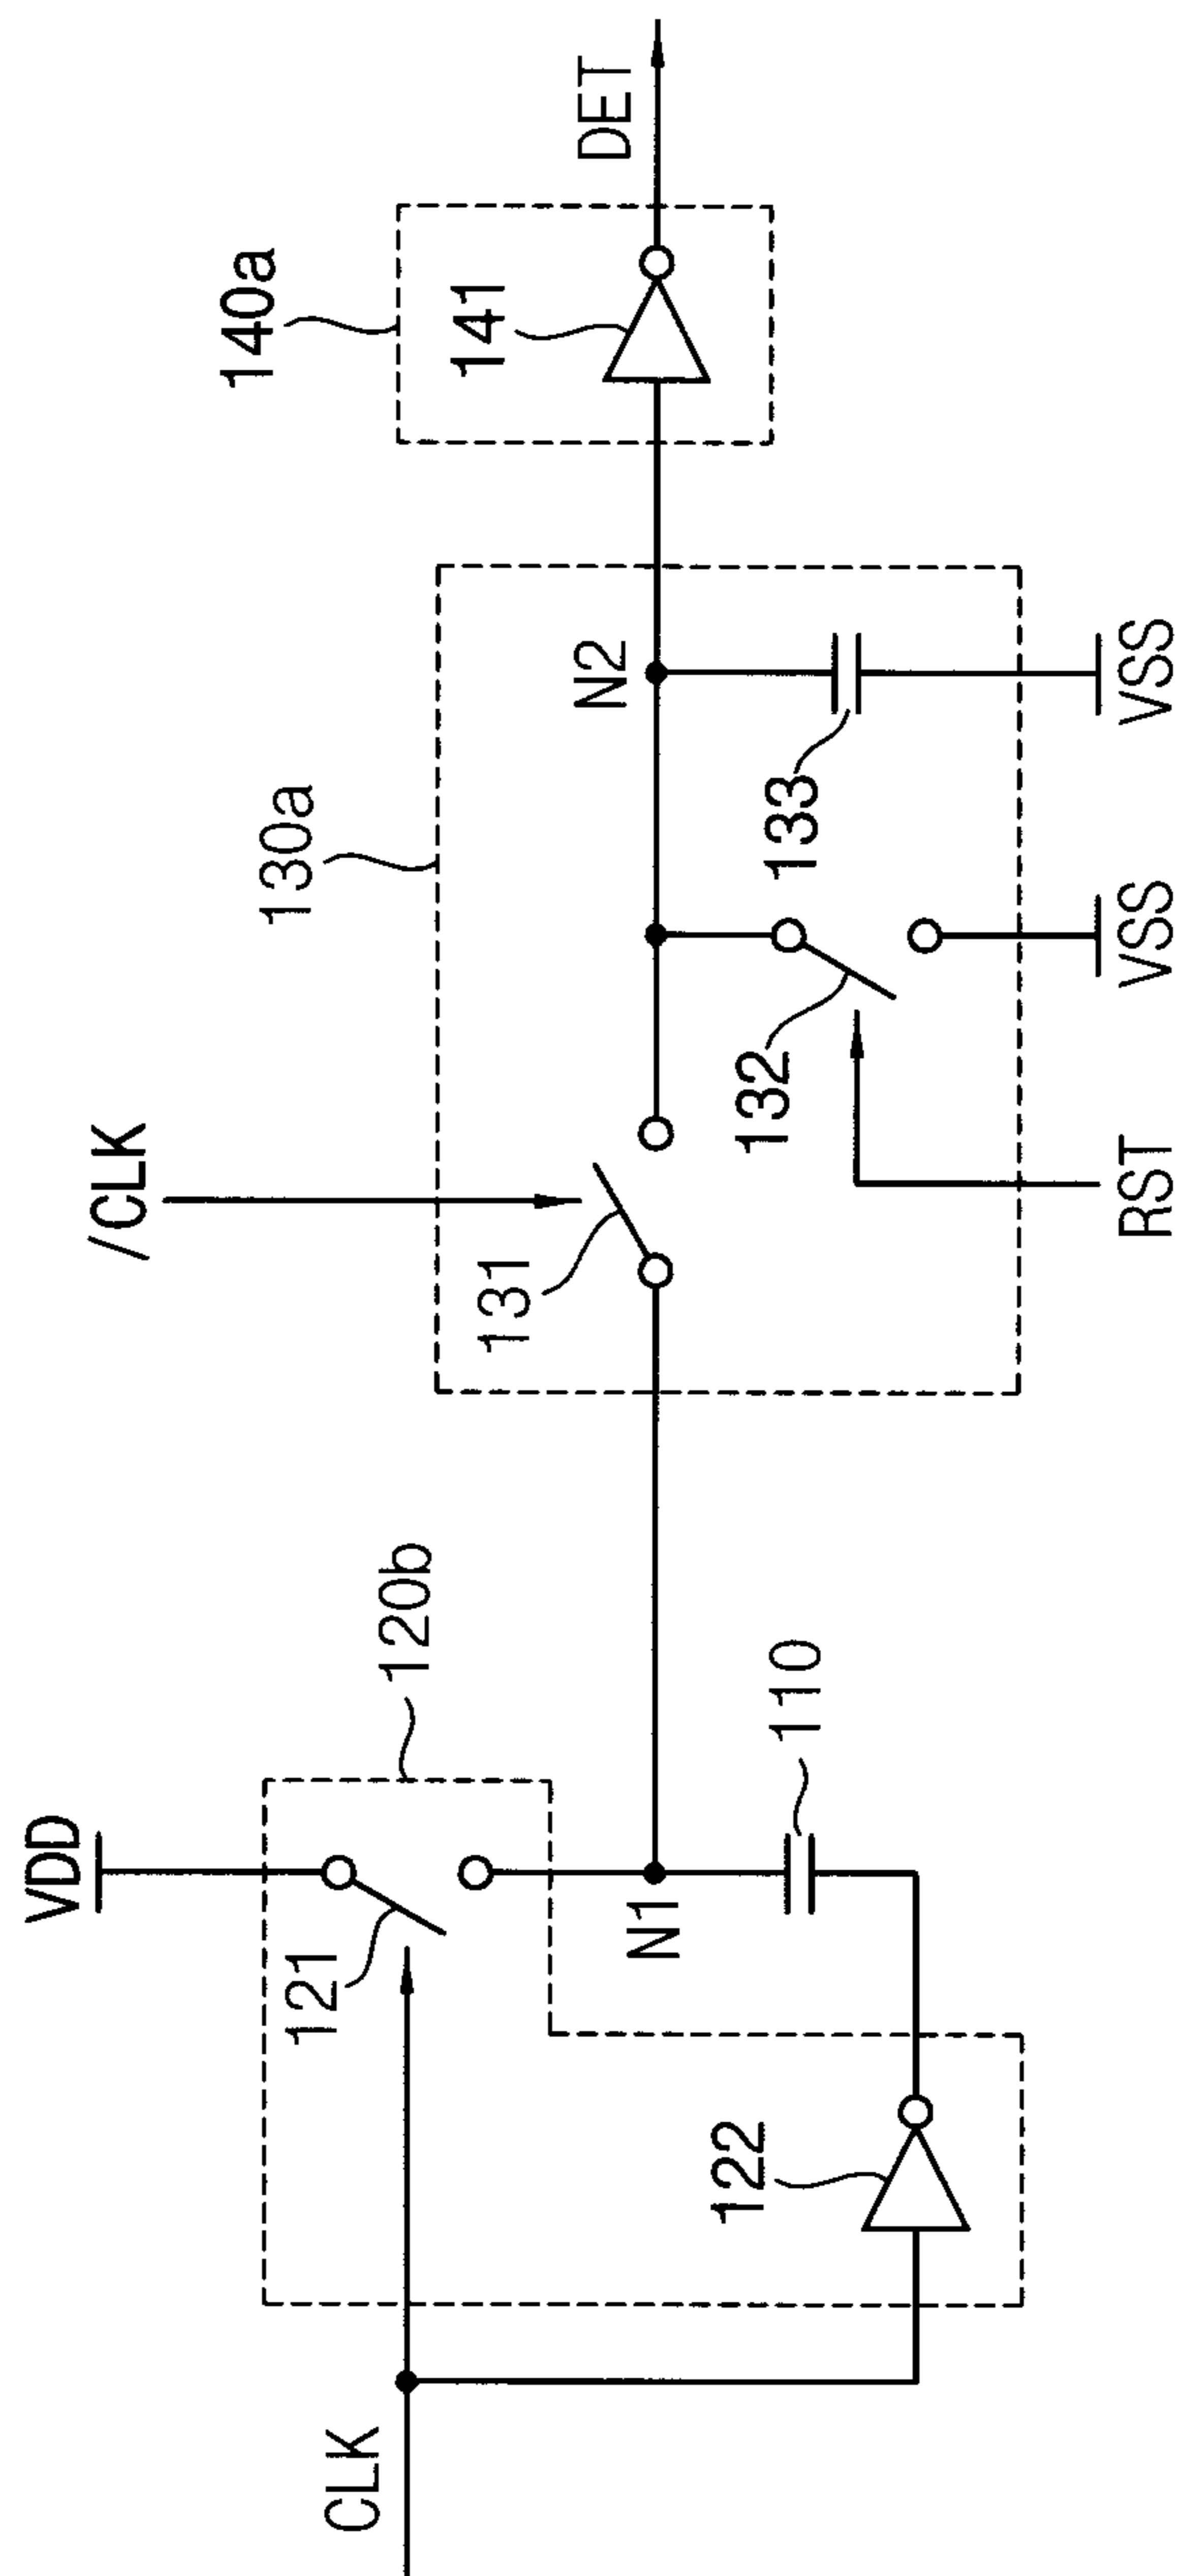 CLK
VDD
121
120b
122
N1
110
/CLK
130a
131
132
RST
VSS
N2
133
VSS
140a
141
DET